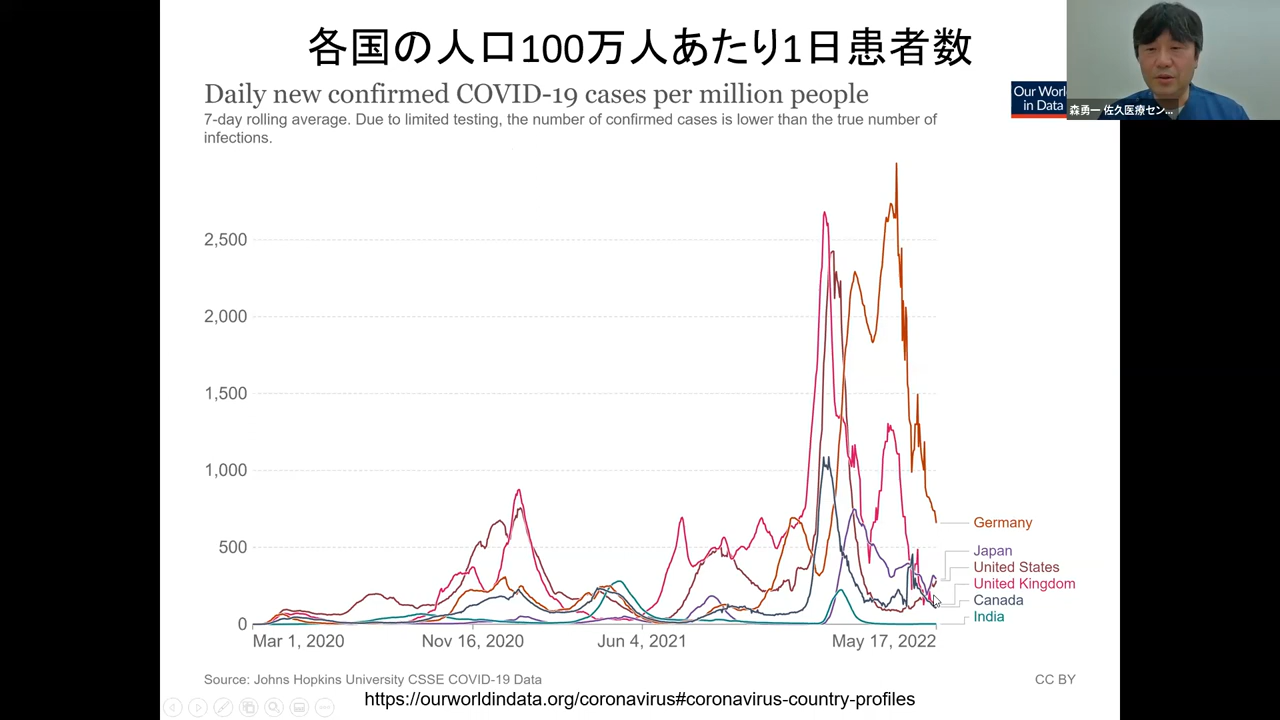 各国の人口100万人あたり1日患者数
Daily new confirmed COVID-19 cases per million people
7-day rolling average. Due to limited testing, the number of confirmed cases is lower than the true number of
infections.
Our World
in Data
森勇一 佐久医療セン...
2,500
2,000
1,500
1,000
500
0
Mar 1, 2020
Nov 16, 2020
Jun 4, 2021
May 17, 2022
Germany
Japan
United States
United Kingdom
Canada
India
Source: Johns Hopkins University CSSE COVID-19 Data
CC BY
https://ourworldindata.org/coronavirus#coronavirus-country-profiles